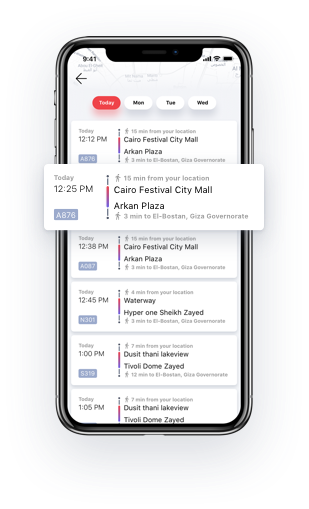 9:41
Today
Mon
Tue
Wed
Today
15 min from your location
12:12 PM
Cairo Festival City Mall
Arkan Plaza
A876
3 min to El-Bostan, Giza Governorate
Today
15 min from your location
12:25 PM
Cairo Festival City Mall
Arkan Plaza
A876
3 min to El-Bostan, Giza Governorate
Today
15 min from your location
12:38 PM
Cairo Festival City Mall
Arkan Plaza
A087
3 min to El-Bostan, Giza Governorate
Today
4 min from your location
12:45 PM
Waterway
Hyper one Sheikh Zayed
N301
3 min to El-Bostan, Giza Governorate
Today
7 min from your location
1:00 PM
Dusit thani lakeview
Tivoli Dome Zayed
S319
12 min to El-Bostan, Giza Governorate
Today
7 min from your location
1:05 PM
Dusit thani lakeview
Tivoli Dome Zayed